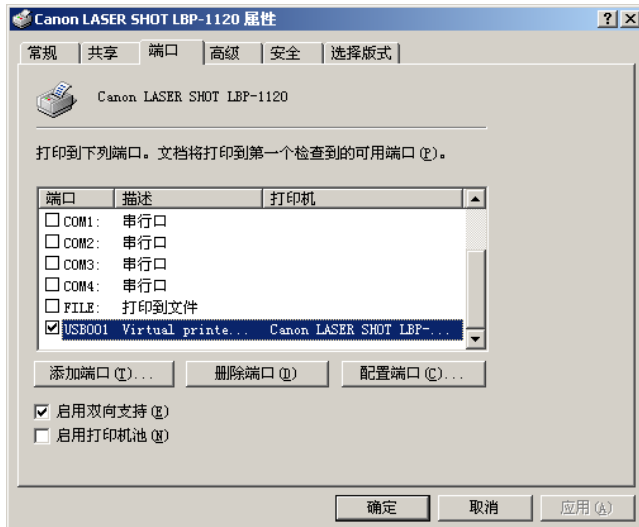 Canon LASER SHOT LBP-1120 属性
常规 共享 端口 高级 安全 选择版式
Canon LASER SHOT LBP-1120
打印到下列端口。文档将打印到第一个检查到的可用端口(P)。
端口 描述 打印机
COM1: 串行口
COM2: 串行口
COM3: 串行口
COM4: 串行口
FILE: 打印到文件
USB001 Virtual printe... Canon LASER SHOT LBP-...
添加端口(T)... 删除端口(D) 配置端口(C)...
启用双向支持(E)
启用打印机池(N)
确定 取消 应用(A)